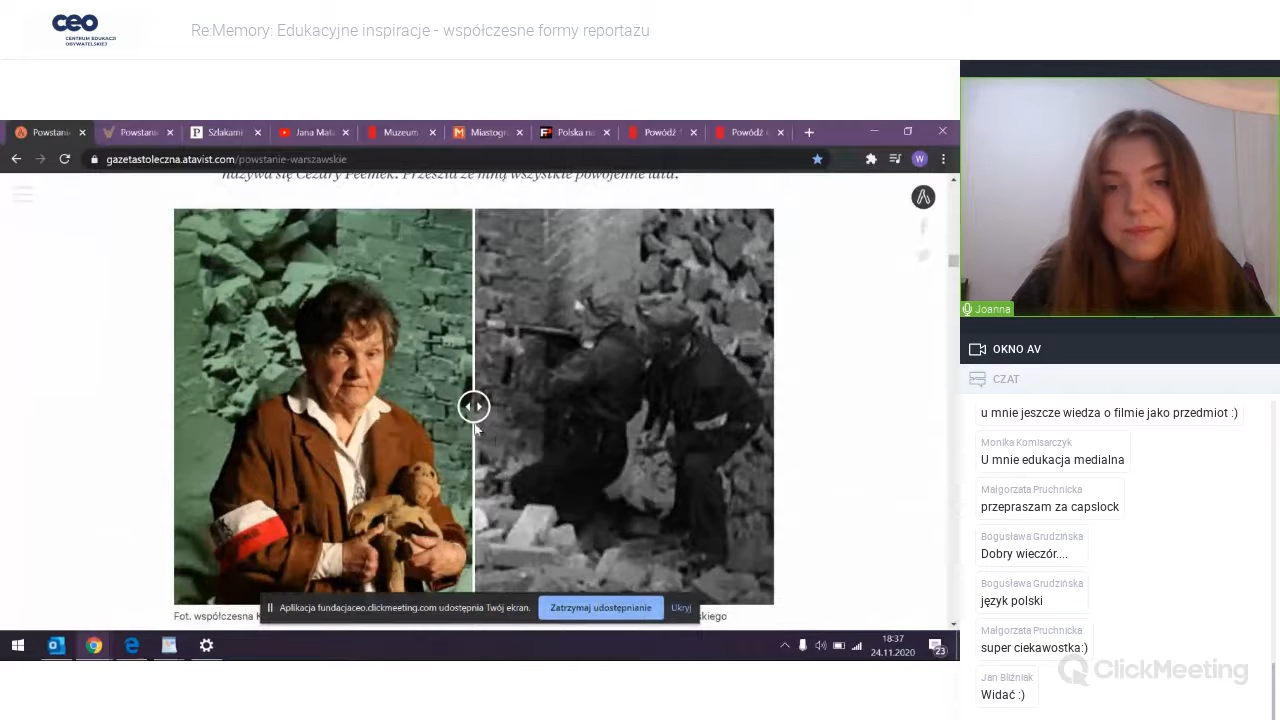 ceo
CENTRUM EDUKACJI
OBYWATELSKIEJ
Re:Memory: Edukacyjne inspiracje - współczesne formy reportażu
Powstanie
Powstanie
Szlakami
Jana Mat
Muzeum
Miastogr
Polska na
Powódź
Powódź
gazetastoleczna.atavist.com/powstanie-warszawskie
W
nazywa się Cezary Feemek. Przeszła ze mną wszystkie powojenne lata.
Fot. współczesna
Aplikacja fundacjaceo.clickmeeting.com udostępnia Twój ekran.
Zatrzymaj udostępnianie
Ukryj
18:37
24.11.2020
23
Joanna
OKNO AV
CZAT
u mnie jeszcze wiedza o filmie jako przedmiot :)
Monika Komisarczyk
U mnie edukacja medialna
Małgorzata Pruchnicka
przepraszam za capslock
Bogusława Grudzińska
Dobry wieczór....
Bogusława Grudzińska
język polski
Małgorzata Pruchnicka
super ciekawostka:)
Jan Bliźniak
Widać :)
ClickMeeting